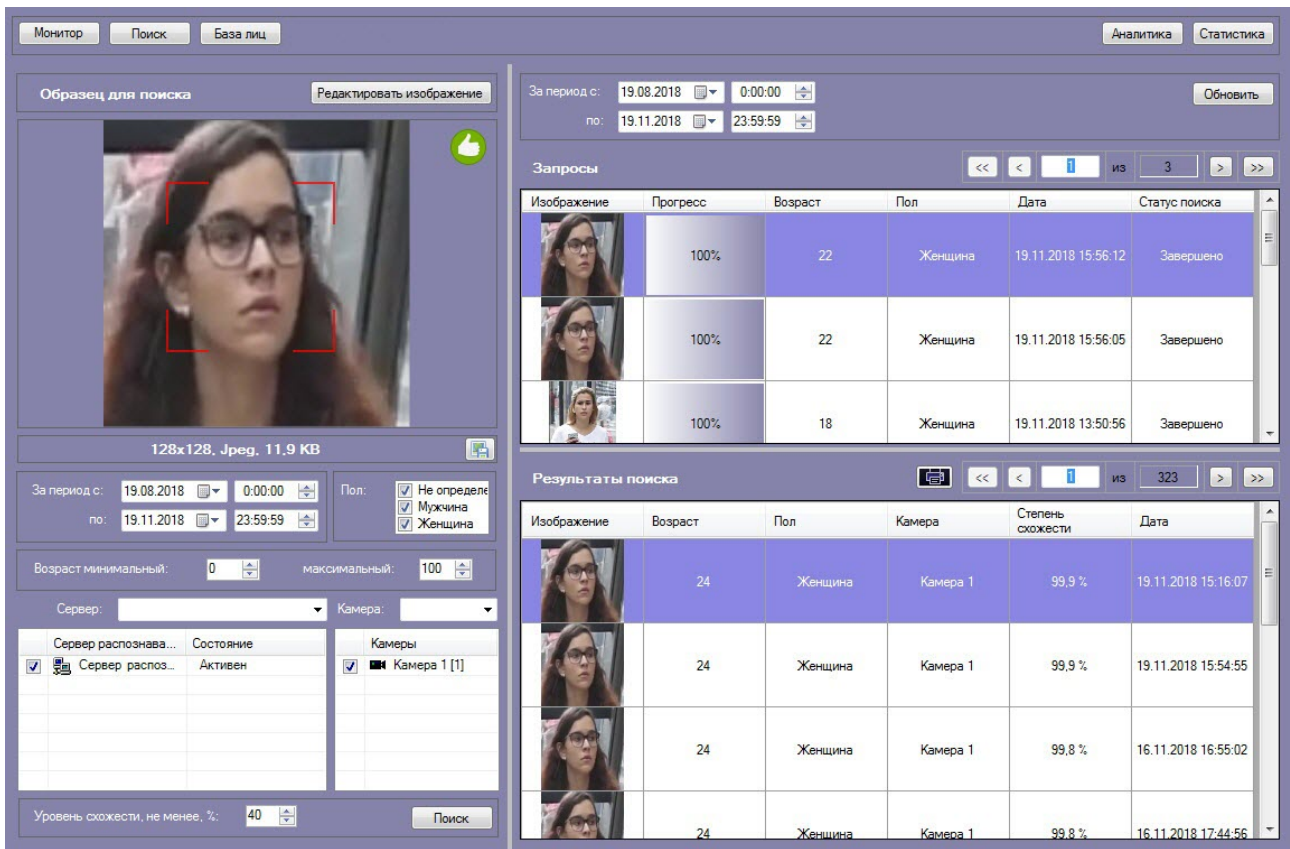 Монитор Поиск База лиц Аналитика Статистика
Образец для поиска Редактировать изображение
128x128, Jpeg, 11,9 KB
За период с: 19.08.2018 0:00:00
по: 19.11.2018 23:59:59
Пол: Не определе
Мужчина
Женщина
Возраст минимальный: 0 максимальный: 100
Сервер: Камера:
Сервер распознава... Состояние
Сервер распоз... Активен
Камеры
Камера 1 [1]
Уровень схожести, не менее, %: 40 Поиск
За период с: 19.08.2018 0:00:00 Обновить
по: 19.11.2018 23:59:59
Запросы << < 1 из 3 > >>
Изображение Прогресс Возраст Пол Дата Статус поиска
100% 22 Женщина 19.11.2018 15:56:12 Завершено
100% 22 Женщина 19.11.2018 15:56:05 Завершено
100% 18 Женщина 19.11.2018 13:50:56 Завершено
Результаты поиска << < 1 из 323 > >>
Изображение Возраст Пол Камера Степень схожести Дата
24 Женщина Камера 1 99,9 % 19.11.2018 15:16:07
24 Женщина Камера 1 99,9 % 19.11.2018 15:54:55
24 Женщина Камера 1 99,8 % 16.11.2018 16:55:02
24 Женщина Камера 1 99,8 % 16.11.2018 17:44:56